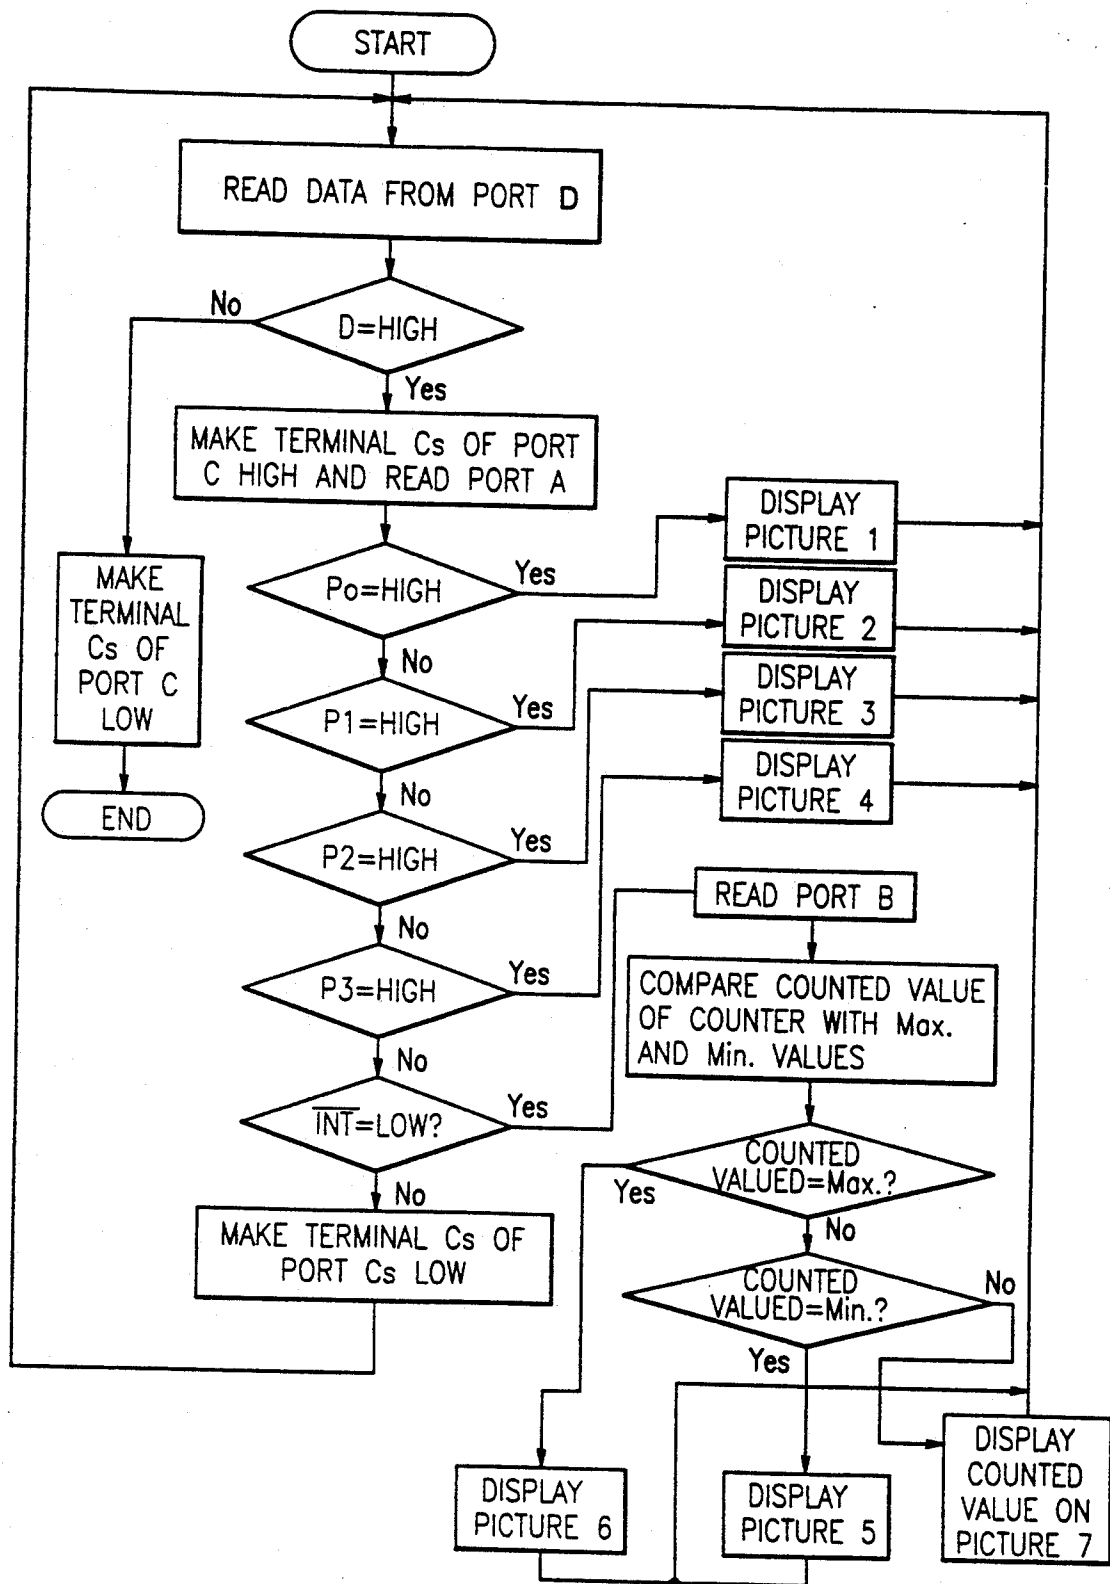 START
READ DATA FROM PORT D
No
D=HIGH
Yes
MAKE TERMINAL Cs OF PORT
C HIGH AND READ PORT A
DISPLAY
PICTURE 1
Po=HIGH
Yes
MAKE
TERMINAL
Cs OF
PORT C
LOW
DISPLAY
PICTURE 2
No
P1=HIGH
Yes
DISPLAY
PICTURE 3
DISPLAY
PICTURE 4
END
No
P2=HIGH
Yes
READ PORT B
No
P3=HIGH
Yes
COMPARE COUNTED VALUE
OF COUNTER WITH Max.
AND Min. VALUES
No
I̅N̅T̅=LOW?
Yes
COUNTED
VALUED=Max.?
Yes
No
No
MAKE TERMINAL Cs OF
PORT Cs LOW
COUNTED
VALUED=Min.?
No
Yes
DISPLAY
PICTURE 6
DISPLAY
PICTURE 5
DISPLAY
COUNTED
VALUE ON
PICTURE 7